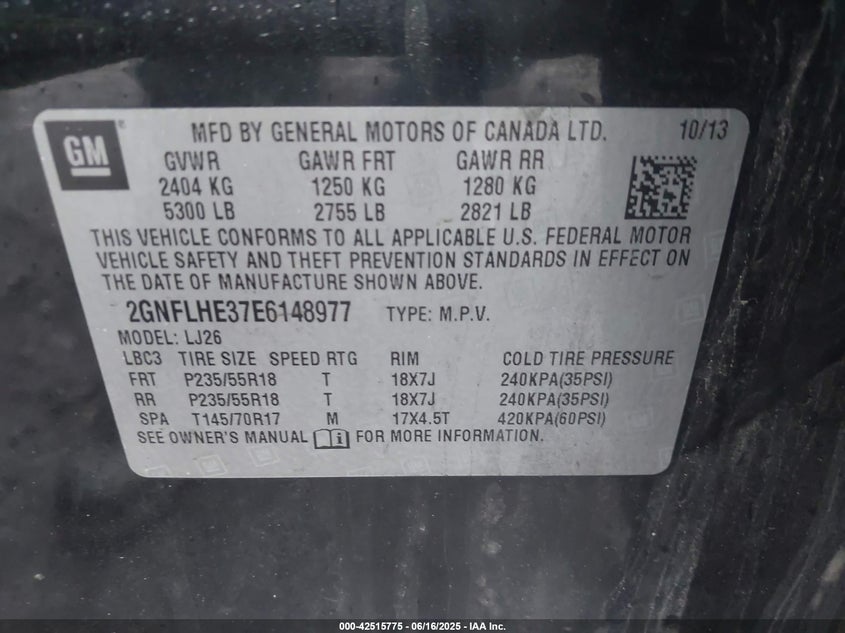 GM
MFD BY GENERAL MOTORS OF CANADA LTD. 10/13
GVWR GAWR FRT GAWR RR
2404 KG 1250 KG 1280 KG
5300 LB 2755 LB 2821 LB
THIS VEHICLE CONFORMS TO ALL APPLICABLE U.S. FEDERAL MOTOR
VEHICLE SAFETY AND THEFT PREVENTION STANDARDS IN EFFECT ON
THE DATE OF MANUFACTURE SHOWN ABOVE.
2GNFLHE37E6148977 TYPE: M.P.V.
MODEL: LJ26
LBC3 TIRE SIZE SPEED RTG RIM COLD TIRE PRESSURE
FRT P235/55R18 T 18X7J 240KPA(35PSI)
RR P235/55R18 T 18X7J 240KPA(35PSI)
SPA T145/70R17 M 17X4.5T 420KPA(60PSI)
SEE OWNER'S MANUAL FOR MORE INFORMATION.
000-42515775 - 06/16/2025 - IAA Inc.